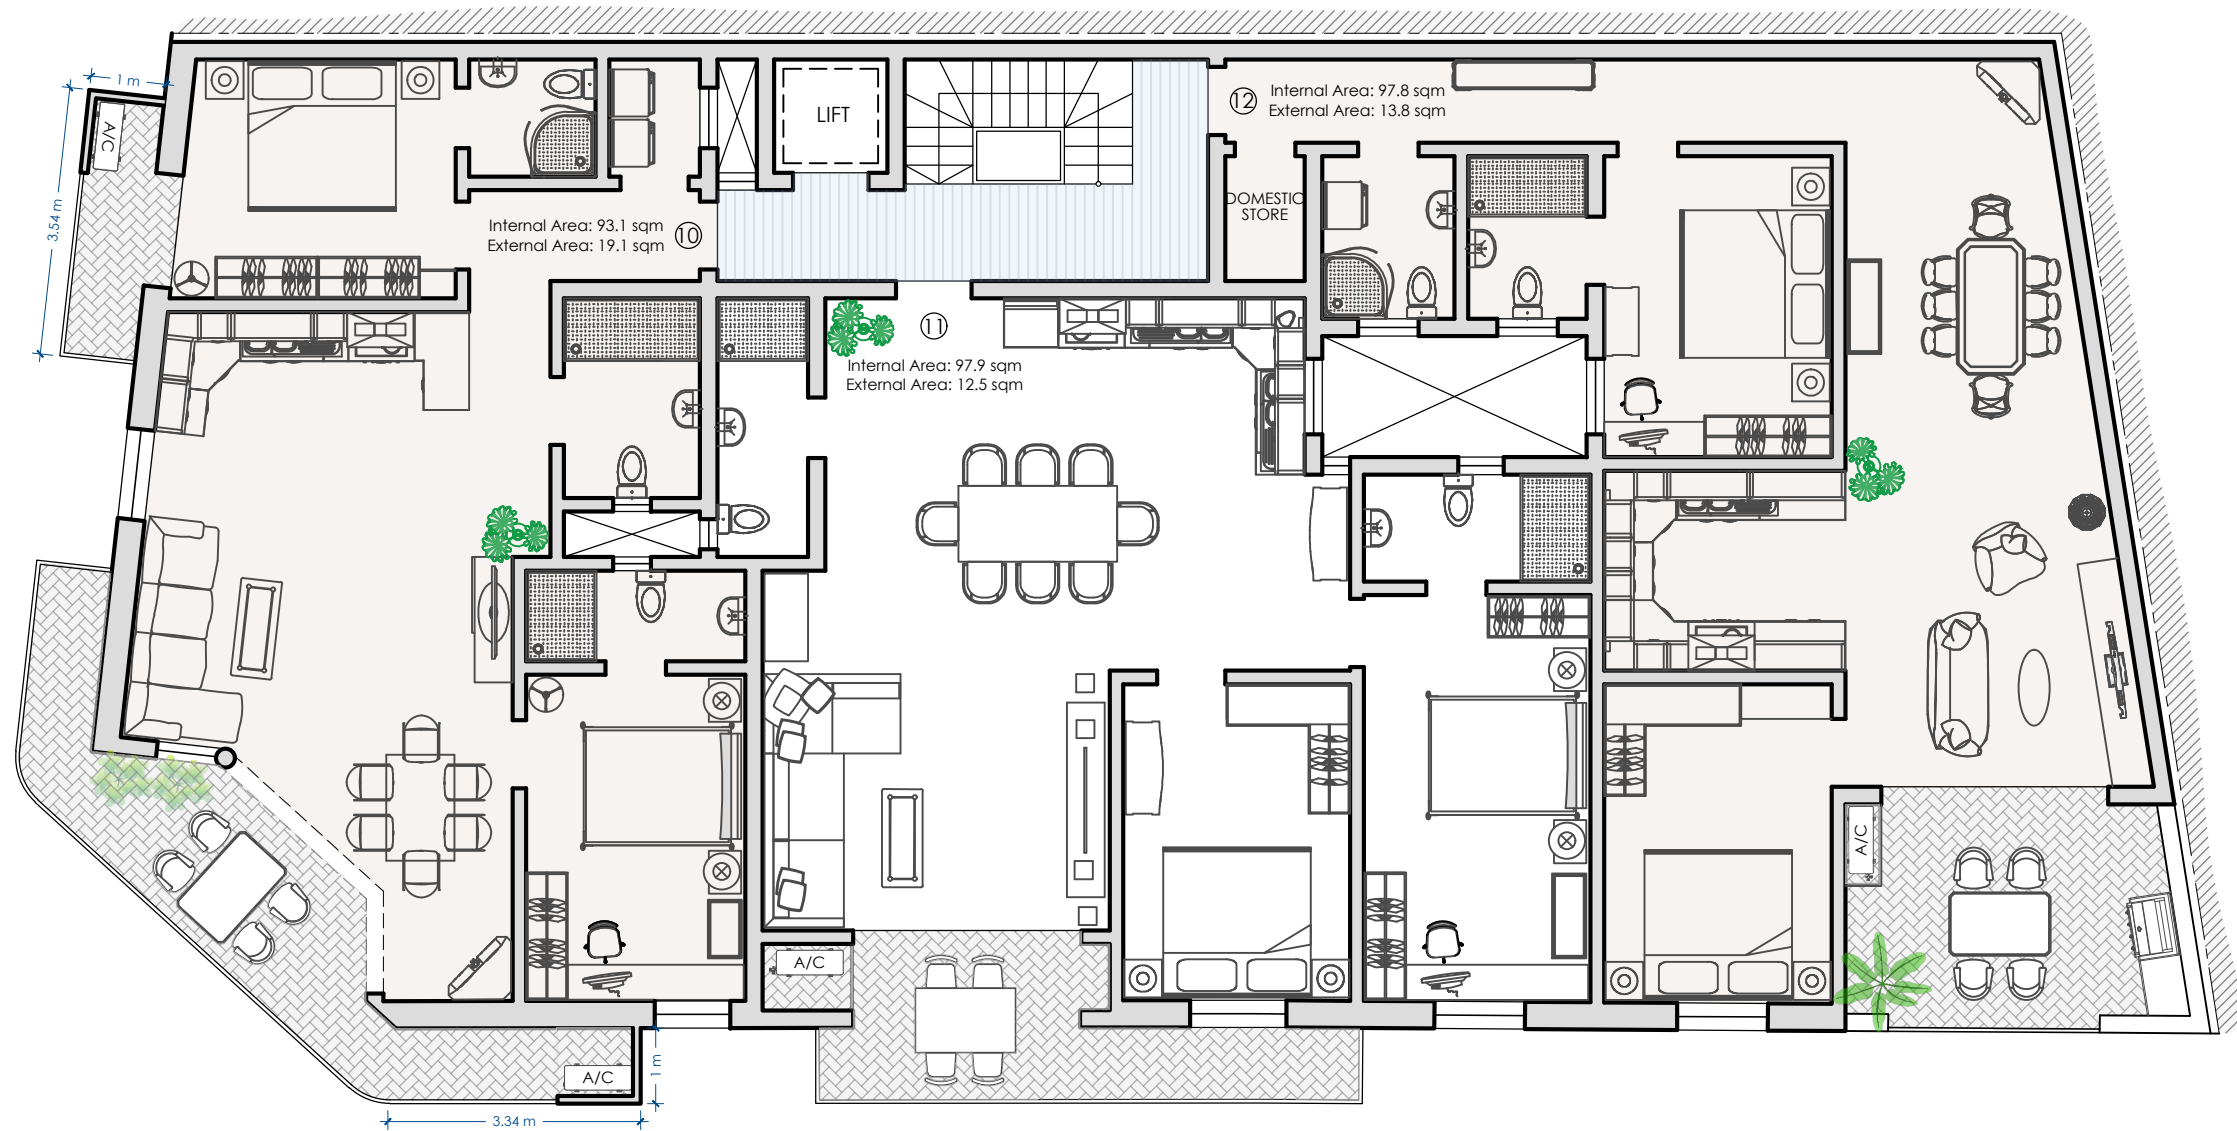 1 m
A/C
3.54 m
LIFT
12
Internal Area: 97.8 sqm
External Area: 13.8 sqm
DOMESTIC
STORE
Internal Area: 93.1 sqm
External Area: 19.1 sqm
10
11
Internal Area: 97.9 sqm
External Area: 12.5 sqm
A/C
A/C
A/C
1 m
3.34 m